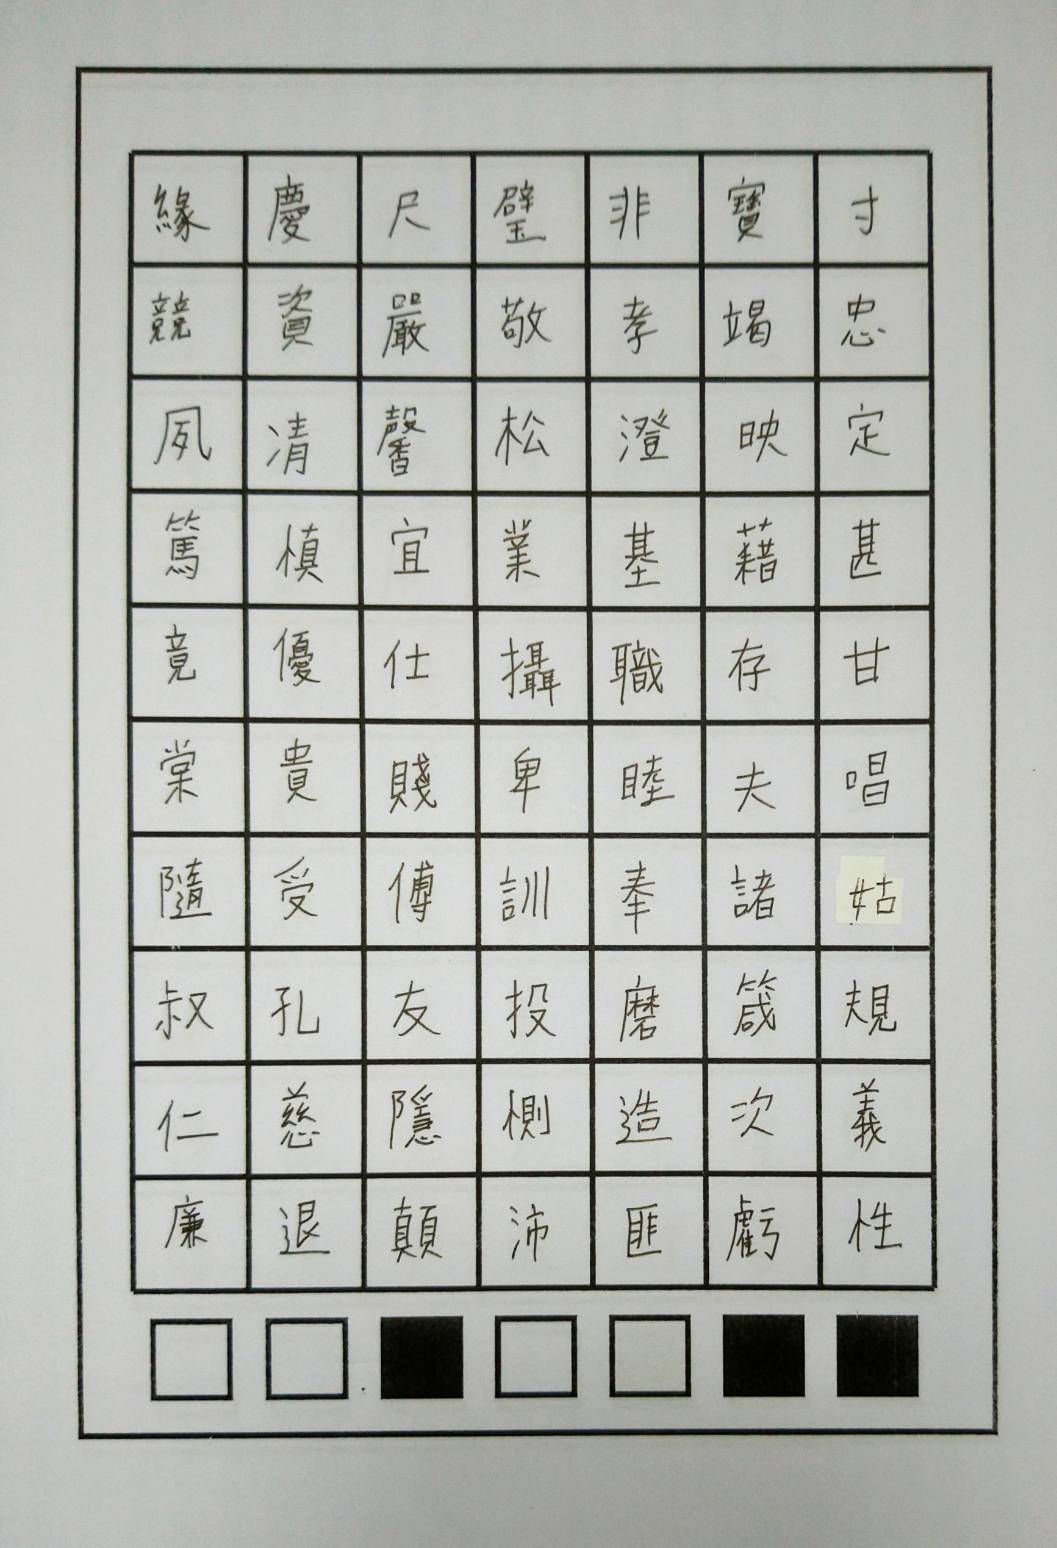 緣慶尺璧非寶寸
競資嚴敬孝竭忠
夙凊馨松澄映定
篤慎宜業基藉甚
竟優仕攝職存甘
棠貴賤卑睦夫唱
隨受傅訓奉諸姑
叔孔友投磨箴規
仁慈隱惻造次義
廉退顛沛匪虧性